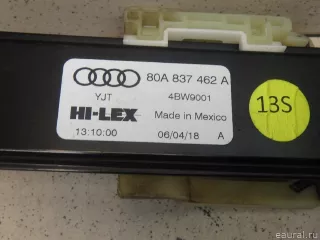 80A 837 462 A
YJT 4BW9001
HI-LEX Made in Mexico
13:10:00 06/04/18 A
13S
© eaural.ru